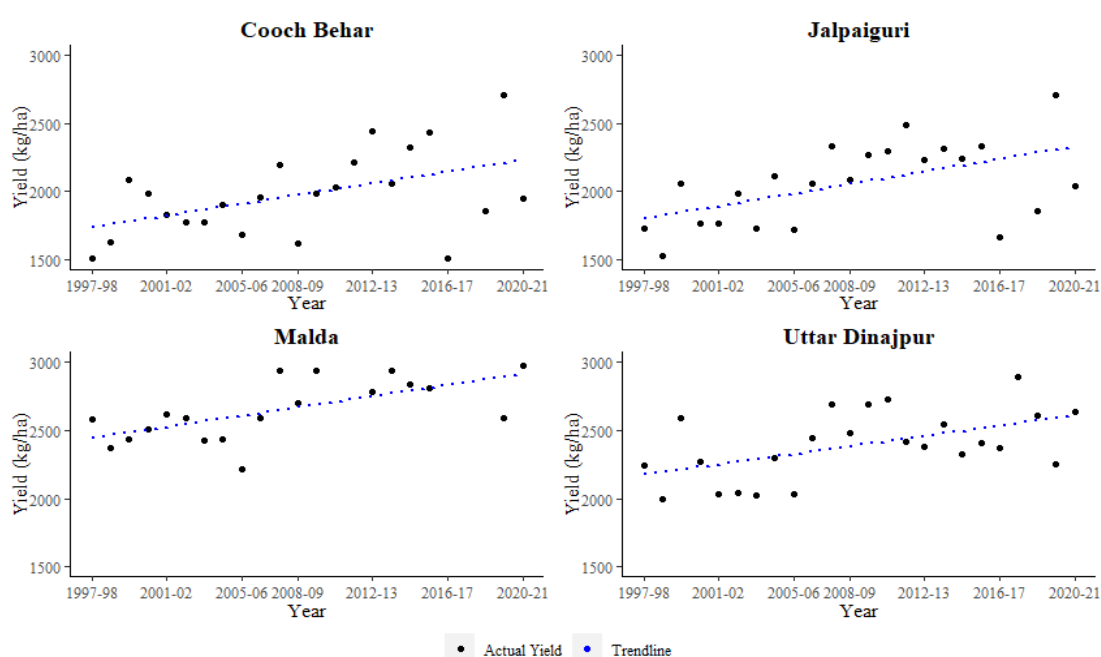 Cooch Behar
Yield (kg/ha)
3000
2500
2000
1500
1997-98 2001-02 2005-06 2008-09 2012-13 2016-17 2020-21
Year
Jalpaiguri
Yield (kg/ha)
3000
2500
2000
1500
1997-98 2001-02 2005-06 2008-09 2012-13 2016-17 2020-21
Year
Malda
Yield (kg/ha)
3000
2500
2000
1500
1997-98 2001-02 2005-06 2008-09 2012-13 2016-17 2020-21
Year
Uttar Dinajpur
Yield (kg/ha)
3000
2500
2000
1500
1997-98 2001-02 2005-06 2008-09 2012-13 2016-17 2020-21
Year
Actual Yield Trendline